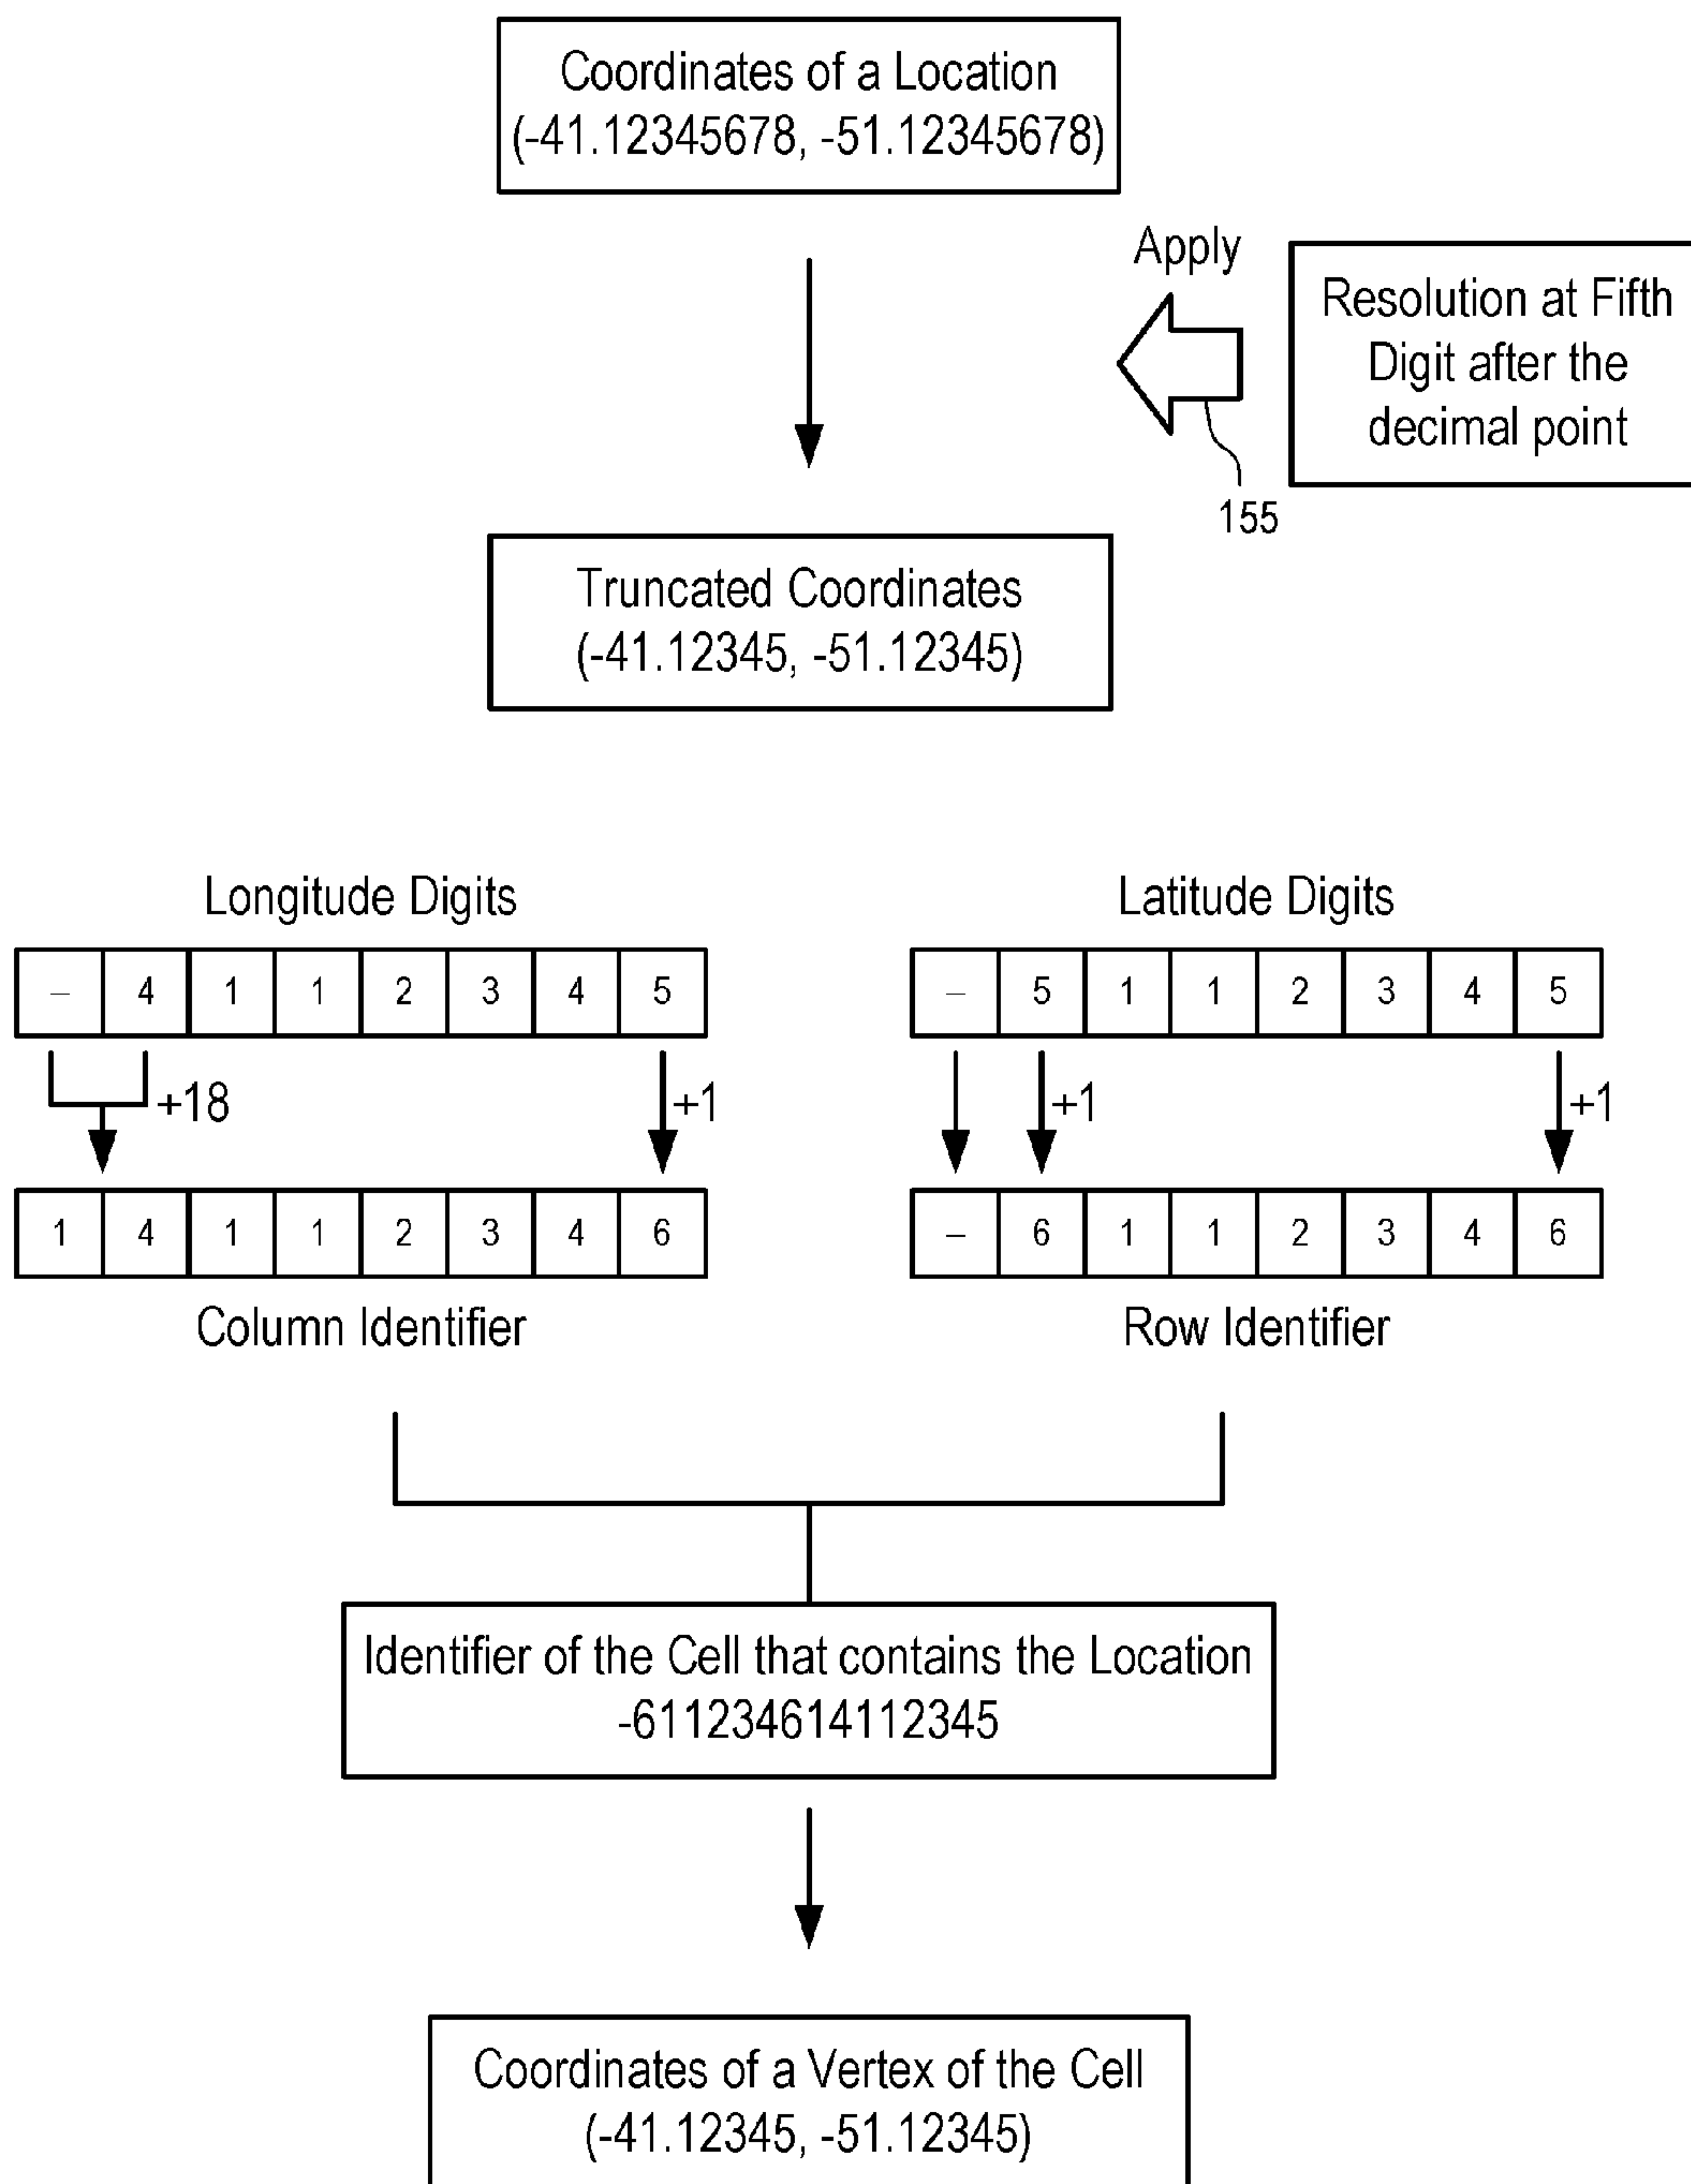 Coordinates of a Location
(-41.12345678, -51.12345678)
Apply
Resolution at Fifth
Digit after the
decimal point
155
Truncated Coordinates
(-41.12345, -51.12345)
Longitude Digits
Latitude Digits
– 4 1 1 2 3 4 5
– 5 1 1 2 3 4 5
+18
+1
+1
+1
1 4 1 1 2 3 4 6
– 6 1 1 2 3 4 6
Column Identifier
Row Identifier
Identifier of the Cell that contains the Location
-611234614112345
Coordinates of a Vertex of the Cell
(-41.12345, -51.12345)